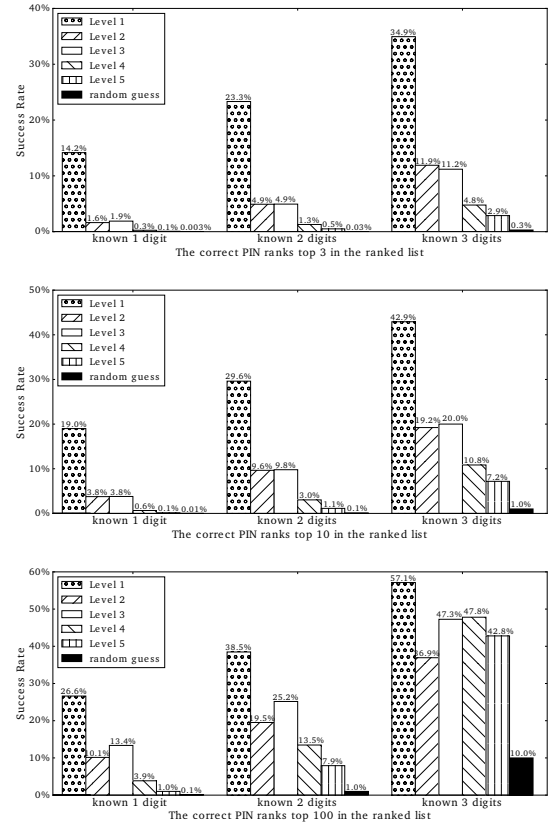 40%
30%
20%
10%
0%
Success Rate
Level 1
Level 2
Level 3
Level 4
Level 5
random guess
14.2%
1.6%
1.9%
0.3%
0.1%
0.003%
23.3%
4.9%
4.9%
1.3%
0.5%
0.03%
34.9%
11.9%
11.2%
4.8%
2.9%
0.3%
known 1 digit
known 2 digits
known 3 digits
The correct PIN ranks top 3 in the ranked list
50%
40%
30%
20%
10%
0%
Success Rate
Level 1
Level 2
Level 3
Level 4
Level 5
random guess
19.0%
3.8%
3.8%
0.6%
0.1%
0.01%
29.6%
9.6%
9.8%
3.0%
1.1%
0.1%
42.9%
19.2%
20.0%
10.8%
7.2%
1.0%
known 1 digit
known 2 digits
known 3 digits
The correct PIN ranks top 10 in the ranked list
60%
50%
40%
30%
20%
10%
0%
Success Rate
Level 1
Level 2
Level 3
Level 4
Level 5
random guess
26.6%
10.1%
13.4%
3.9%
1.0%
0.1%
38.5%
19.5%
25.2%
13.5%
7.9%
1.0%
57.1%
36.9%
47.3%
47.8%
42.8%
10.0%
known 1 digit
known 2 digits
known 3 digits
The correct PIN ranks top 100 in the ranked list